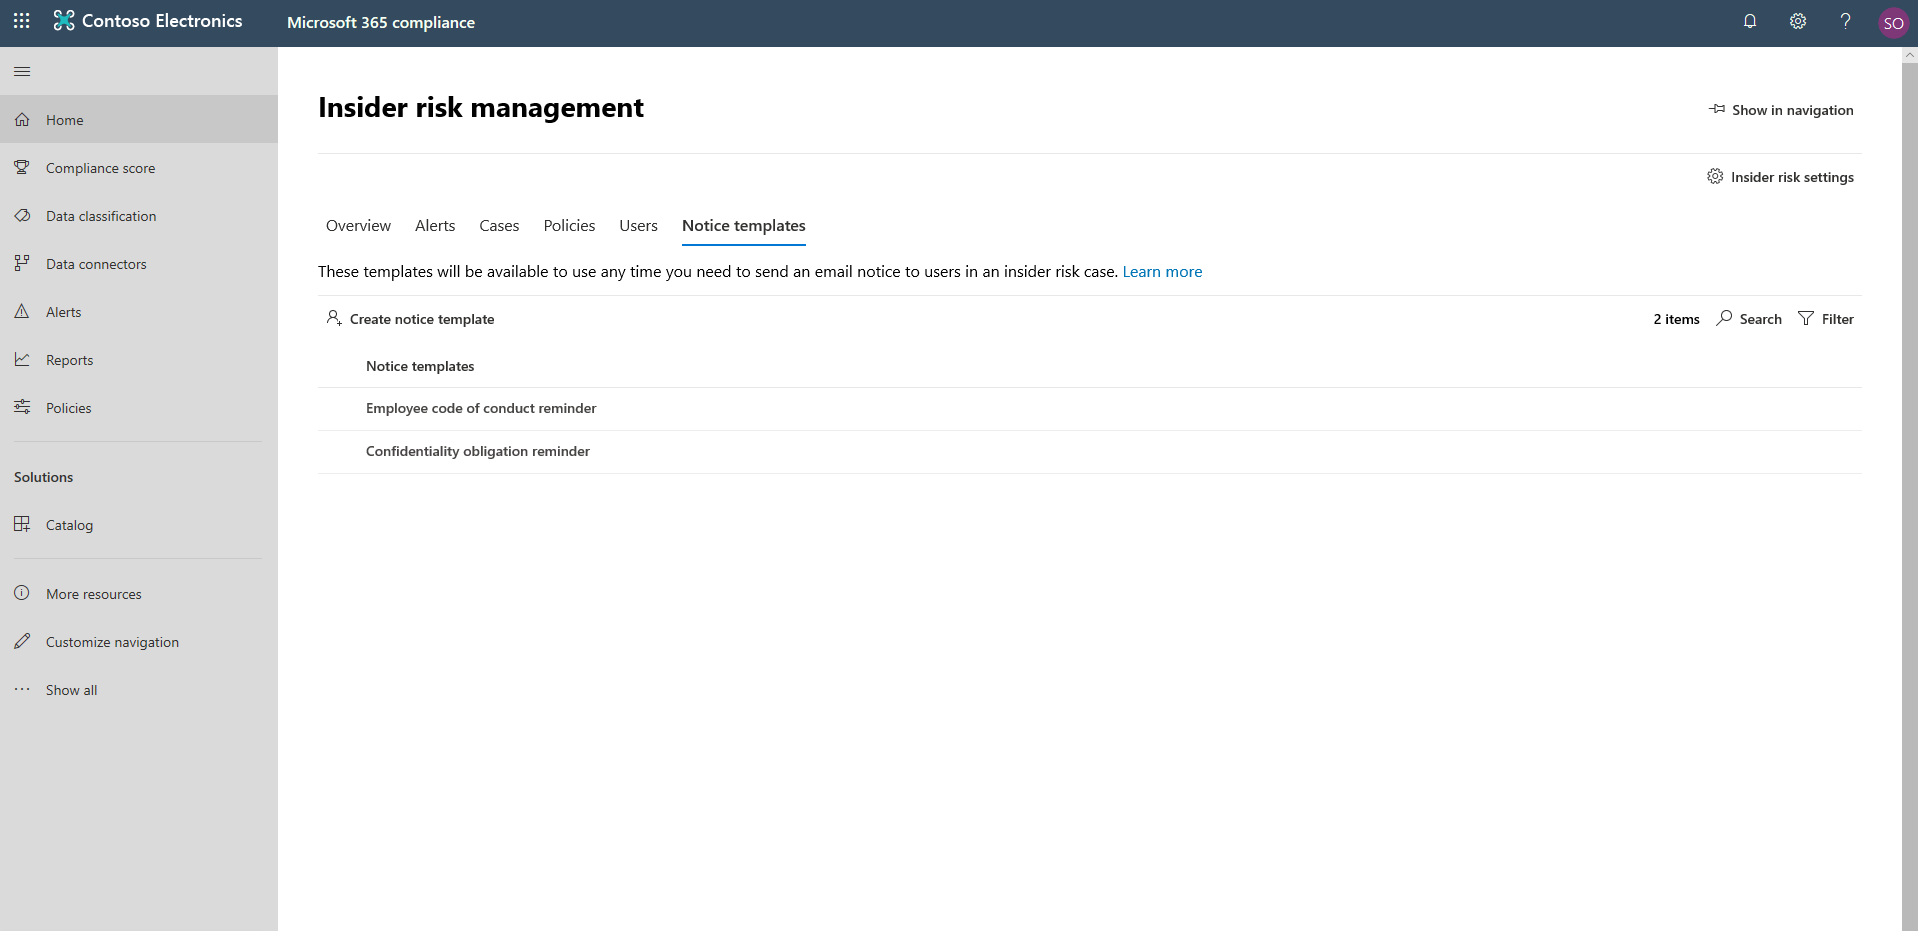 Contoso Electronics
Microsoft 365 compliance
?
SO
Home
Compliance score
Data classification
Data connectors
Alerts
Reports
Policies
Solutions
Catalog
More resources
Customize navigation
Show all
Insider risk management
Show in navigation
Insider risk settings
Overview Alerts Cases Policies Users Notice templates
These templates will be available to use any time you need to send an email notice to users in an insider risk case. Learn more
Create notice template
2 items Search Filter
Notice templates
Employee code of conduct reminder
Confidentiality obligation reminder